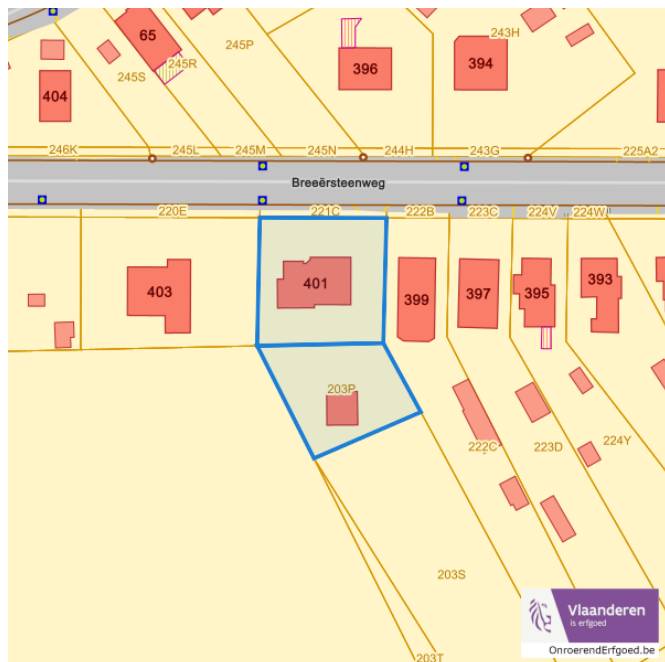 65
245P
243H
245R
245S
396
394
404
246K
245L
245M
245N
244H
243G
225A2
Breeërsteenweg
220E
221C
222B
223C
224V
224W
403
401
399
397
395
393
203P
222C
223D
224Y
203S
203T
Vlaanderen
is erfgoed
OnroerendErfgoed.be